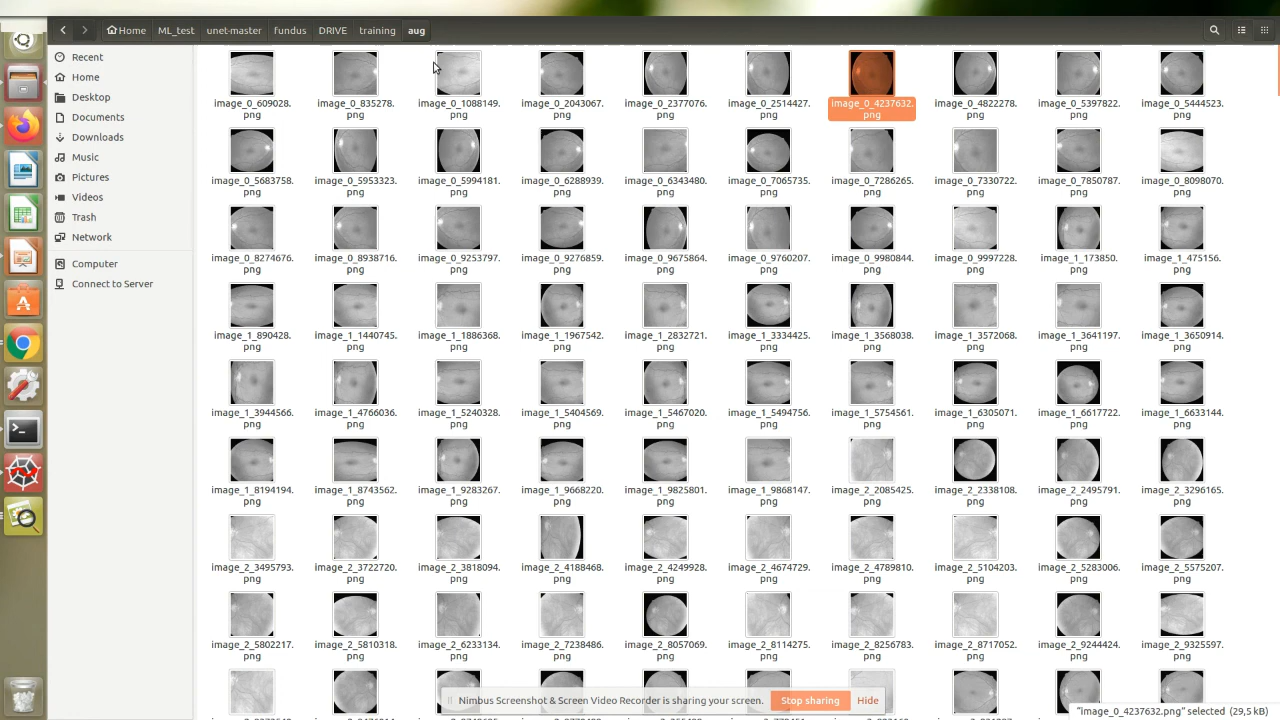 Home ML_test unet-master fundus DRIVE training aug
Recent
Home
Desktop
Documents
Downloads
Music
Pictures
Videos
Trash
Network
Computer
Connect to Server
image_0_609028.png image_0_835278.png image_0_1088149.png image_0_2043067.png image_0_2377076.png image_0_2514427.png image_0_4237632.png image_0_4822278.png image_0_5397822.png image_0_5444523.png
image_0_5683758.png image_0_5953323.png image_0_5994181.png image_0_6288939.png image_0_6343480.png image_0_7065735.png image_0_7286265.png image_0_7330722.png image_0_7850787.png image_0_8098070.png
image_0_8274676.png image_0_8938716.png image_0_9253797.png image_0_9276859.png image_0_9675864.png image_0_9760207.png image_0_9980844.png image_0_9997228.png image_1_173850.png image_1_475156.png
image_1_890428.png image_1_1440745.png image_1_1886368.png image_1_1967542.png image_1_2832721.png image_1_3334425.png image_1_3568038.png image_1_3572068.png image_1_3641197.png image_1_3650914.png
image_1_3944566.png image_1_4766036.png image_1_5240328.png image_1_5404569.png image_1_5467020.png image_1_5494756.png image_1_5754561.png image_1_6305071.png image_1_6617722.png image_1_6633144.png
image_1_8194194.png image_1_8743562.png image_1_9283267.png image_1_9668220.png image_1_9825801.png image_1_9868147.png image_2_2085425.png image_2_2338108.png image_2_2495791.png image_2_3296165.png
image_2_3495793.png image_2_3722720.png image_2_3818094.png image_2_4188468.png image_2_4249928.png image_2_4674729.png image_2_4789810.png image_2_5104203.png image_2_5283006.png image_2_5575207.png
image_2_5802217.png image_2_5810318.png image_2_6233134.png image_2_7238486.png image_2_8057069.png image_2_8114275.png image_2_8256783.png image_2_8717052.png image_2_9244424.png image_2_9325597.png
Nimbus Screenshot & Screen Video Recorder is sharing your screen. Stop sharing Hide
"image_0_4237632.png" selected (29,5 kB)